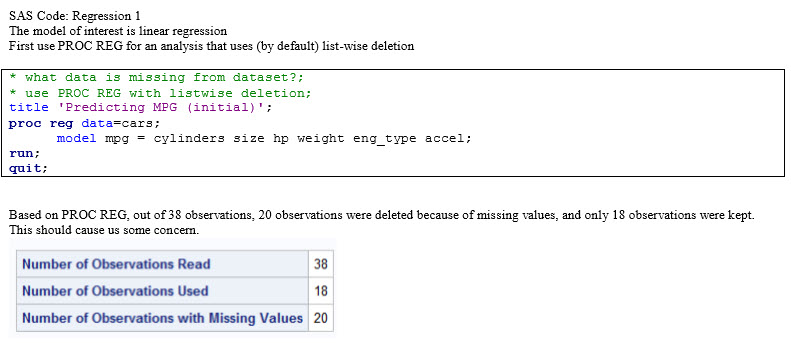 SAS Code: Regression 1
The model of interest is linear regression
First use PROC REG for an analysis that uses (by default) list-wise deletion
* what data is missing from dataset?;
* use PROC REG with listwise deletion;
title 'Predicting MPG (initial)';
proc reg data=cars;
model mpg = cylinders size hp weight eng_type accel;
run;
quit;
Based on PROC REG, out of 38 observations, 20 observations were deleted because of missing values, and only 18 observations were kept.
This should cause us some concern.
Number of Observations Read 38
Number of Observations Used 18
Number of Observations with Missing Values 20